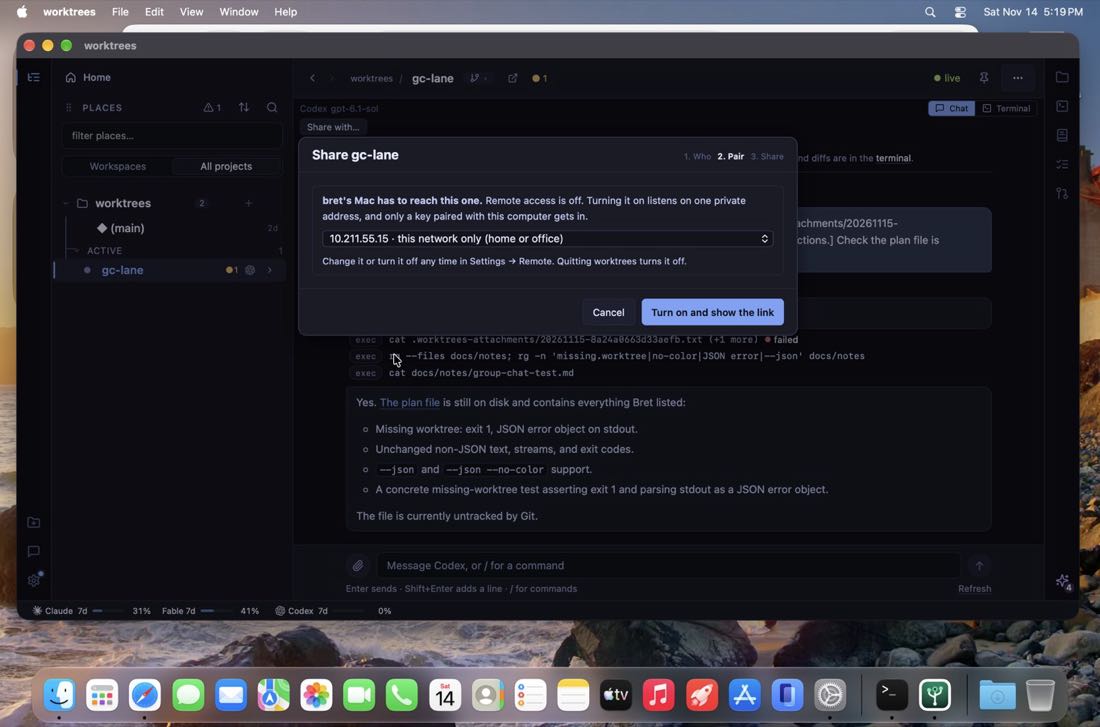 worktrees File Edit View Window Help
Sat Nov 14 5:19 PM
worktrees
Home
worktrees / gc-lane
1
live
PLACES
1
Codex gpt-6.1-sol
Chat
Terminal
Share with...
filter places...
Workspaces
All projects
Share gc-lane
1. Who 2. Pair 3. Share
nd diffs are in the terminal.
bret's Mac has to reach this one. Remote access is off. Turning it on listens on one private
address, and only a key paired with this computer gets in.
10.211.55.15 · this network only (home or office)
Change it or turn it off any time in Settings → Remote. Quitting worktrees turns it off.
Cancel
Turn on and show the link
worktrees
2
(main)
2d
ACTIVE
1
gc-lane
1
achments/20261115-
ctions.] Check the plan file is
exec cat .worktrees-attachments/20261115-8a24a0663d33aefb.txt (+1 more) failed
exec rg --files docs/notes; rg -n 'missing.worktree|no-color|JSON error|--json' docs/notes
exec cat docs/notes/group-chat-test.md
Yes. The plan file is still on disk and contains everything Bret listed:
Missing worktree: exit 1, JSON error object on stdout.
Unchanged non-JSON text, streams, and exit codes.
--json and --json --no-color support.
A concrete missing-worktree test asserting exit 1 and parsing stdout as a JSON error object.
The file is currently untracked by Git.
Message Codex, or / for a command
Enter sends · Shift+Enter adds a line · / for commands
Refresh
4
Claude 7d 31% Fable 7d 41% Codex 7d 0%
Sat
14
tv